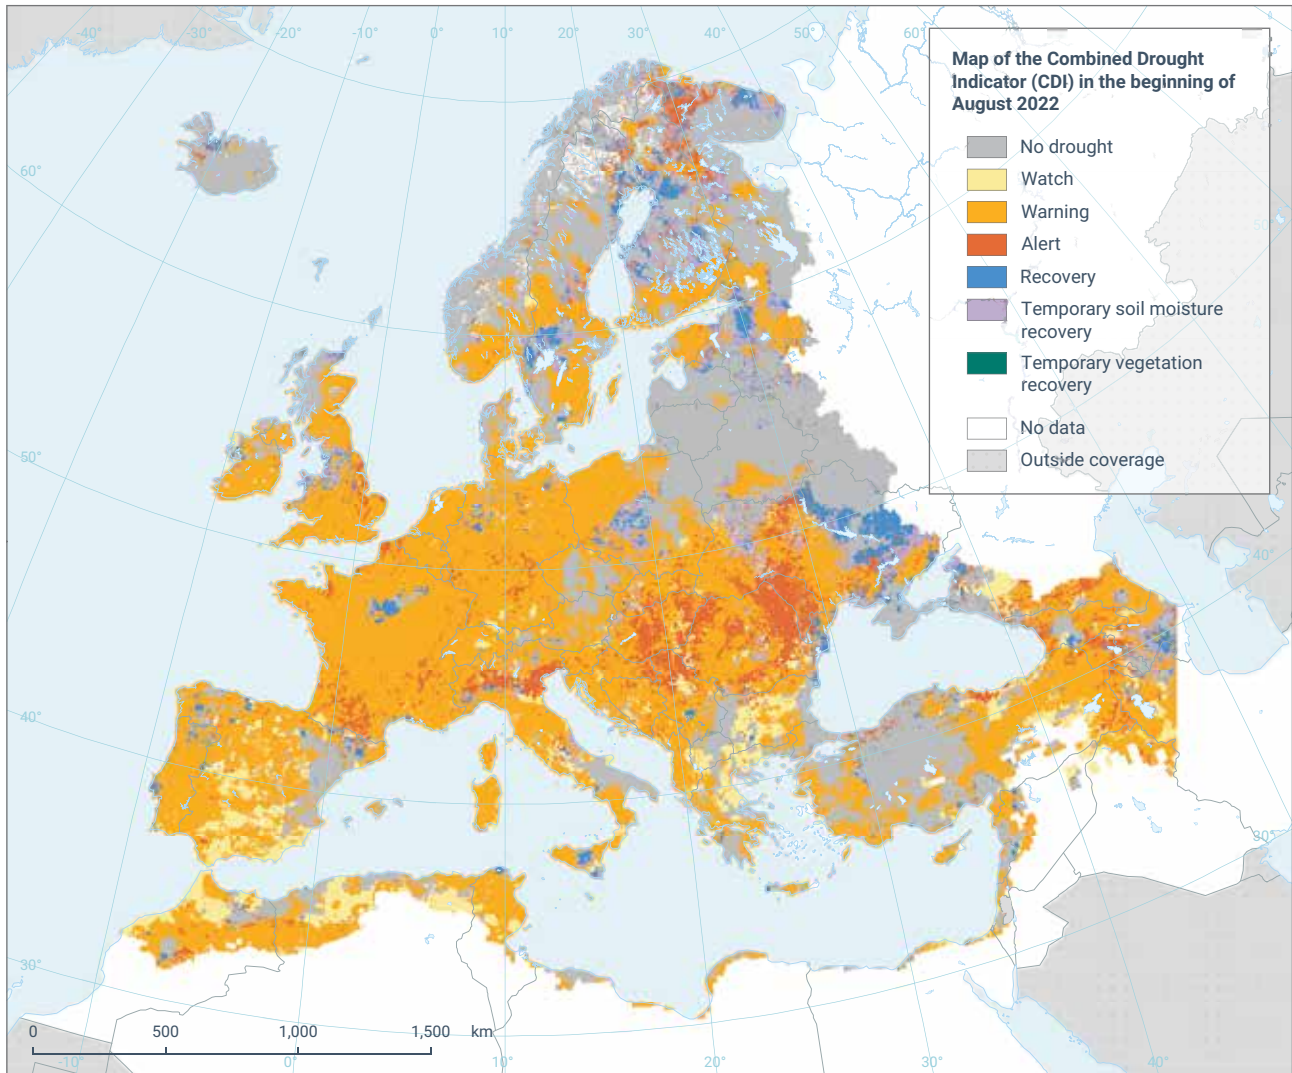 -40°
-30°
-20°
-10°
0°
10°
20°
30°
40°
50°
60°
Map of the Combined Drought
Indicator (CDI) in the beginning of
August 2022
No drought
Watch
Warning
Alert
Recovery
Temporary soil moisture
recovery
Temporary vegetation
recovery
No data
Outside coverage
60°
50°
50°
40°
40°
30°
30°
0
500
1,000
1,500
km
-10°
0°
10°
20°
30°
40°